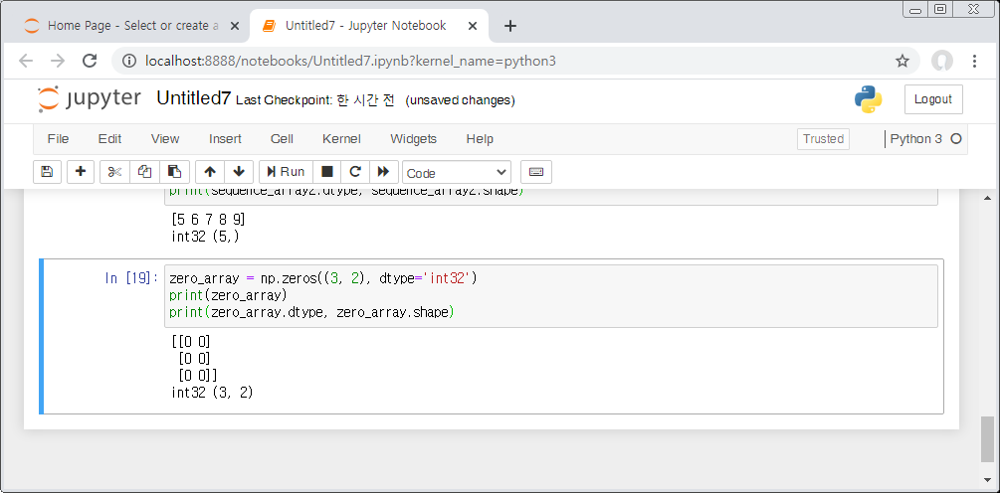 Home Page - Select or create a
Untitled7 - Jupyter Notebook
localhost:8888/notebooks/Untitled7.ipynb?kernel_name=python3
jupyter Untitled7 Last Checkpoint: 한 시간 전 (unsaved changes)
Logout
File Edit View Insert Cell Kernel Widgets Help Trusted Python 3
Run Code
print(sequence_array2.dtype, sequence_array2.shape)
[5 6 7 8 9]
int32 (5,)
In [19]: zero_array = np.zeros((3, 2), dtype='int32')
print(zero_array)
print(zero_array.dtype, zero_array.shape)
[[0 0]
[0 0]
[0 0]]
int32 (3, 2)